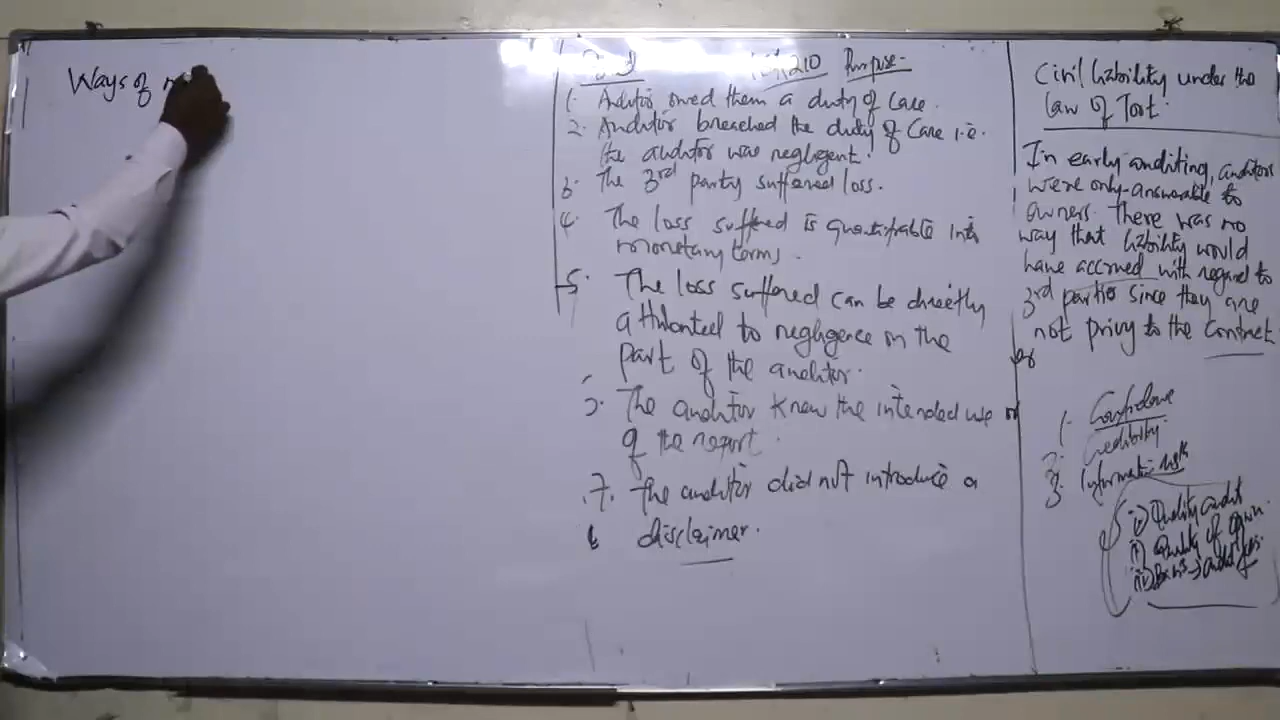 Ways of
Purpose
1. Auditor owed them a duty of care.
2. Auditor breached the duty of care i.e.
the auditor was negligent.
3. The 3rd party suffered loss.
4. The loss suffered is quantifiable into
monetary terms.
5. The loss suffered can be directly
attributed to negligence on the
part of the auditor.
The auditor knew the intended use
of the report.
7. The auditor did not introduce a
disclaimer.
Civil liability under the
law of Tort.
In early auditing, auditors
were only answerable to
owners. There was no
way that liability would
have accrued with regard to
3rd parties since they are
not privy to the contract
1. Confidence
2. Credibility
3. Information risk
i) Quality audit
ii) Quality of